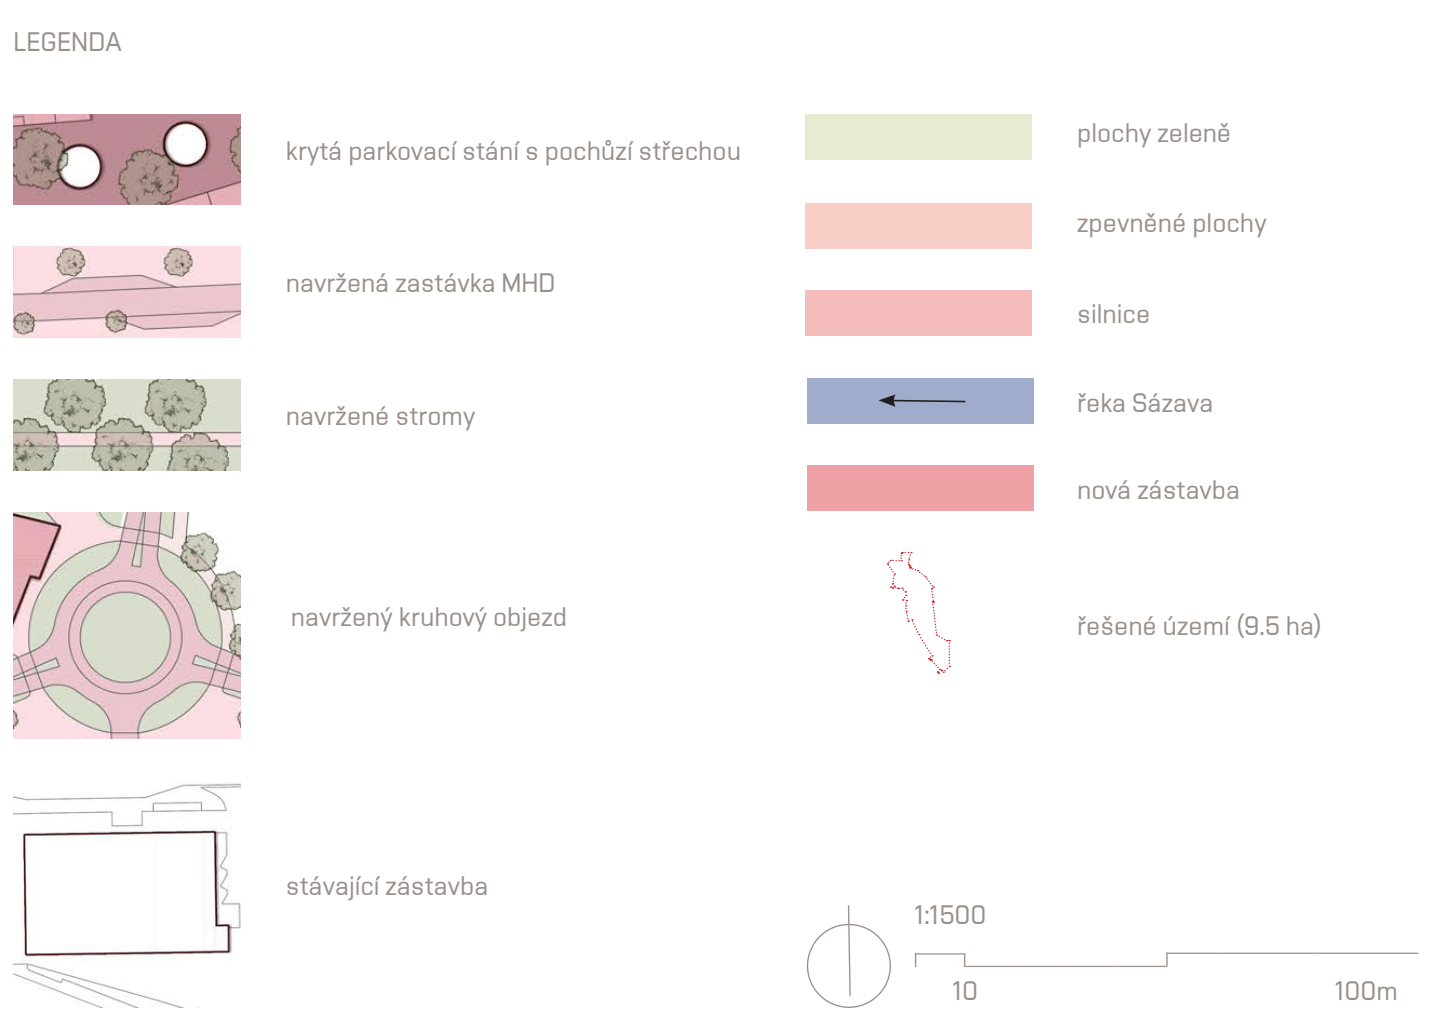 LEGENDA
krytá parkovací stání s pochůzí střechou
navržená zastávka MHD
navržené stromy
navržený kruhový objezd
stávající zástavba
plochy zeleně
zpevněné plochy
silnice
řeka Sázava
nová zástavba
řešené území (9.5 ha)
1:1500
10
100m